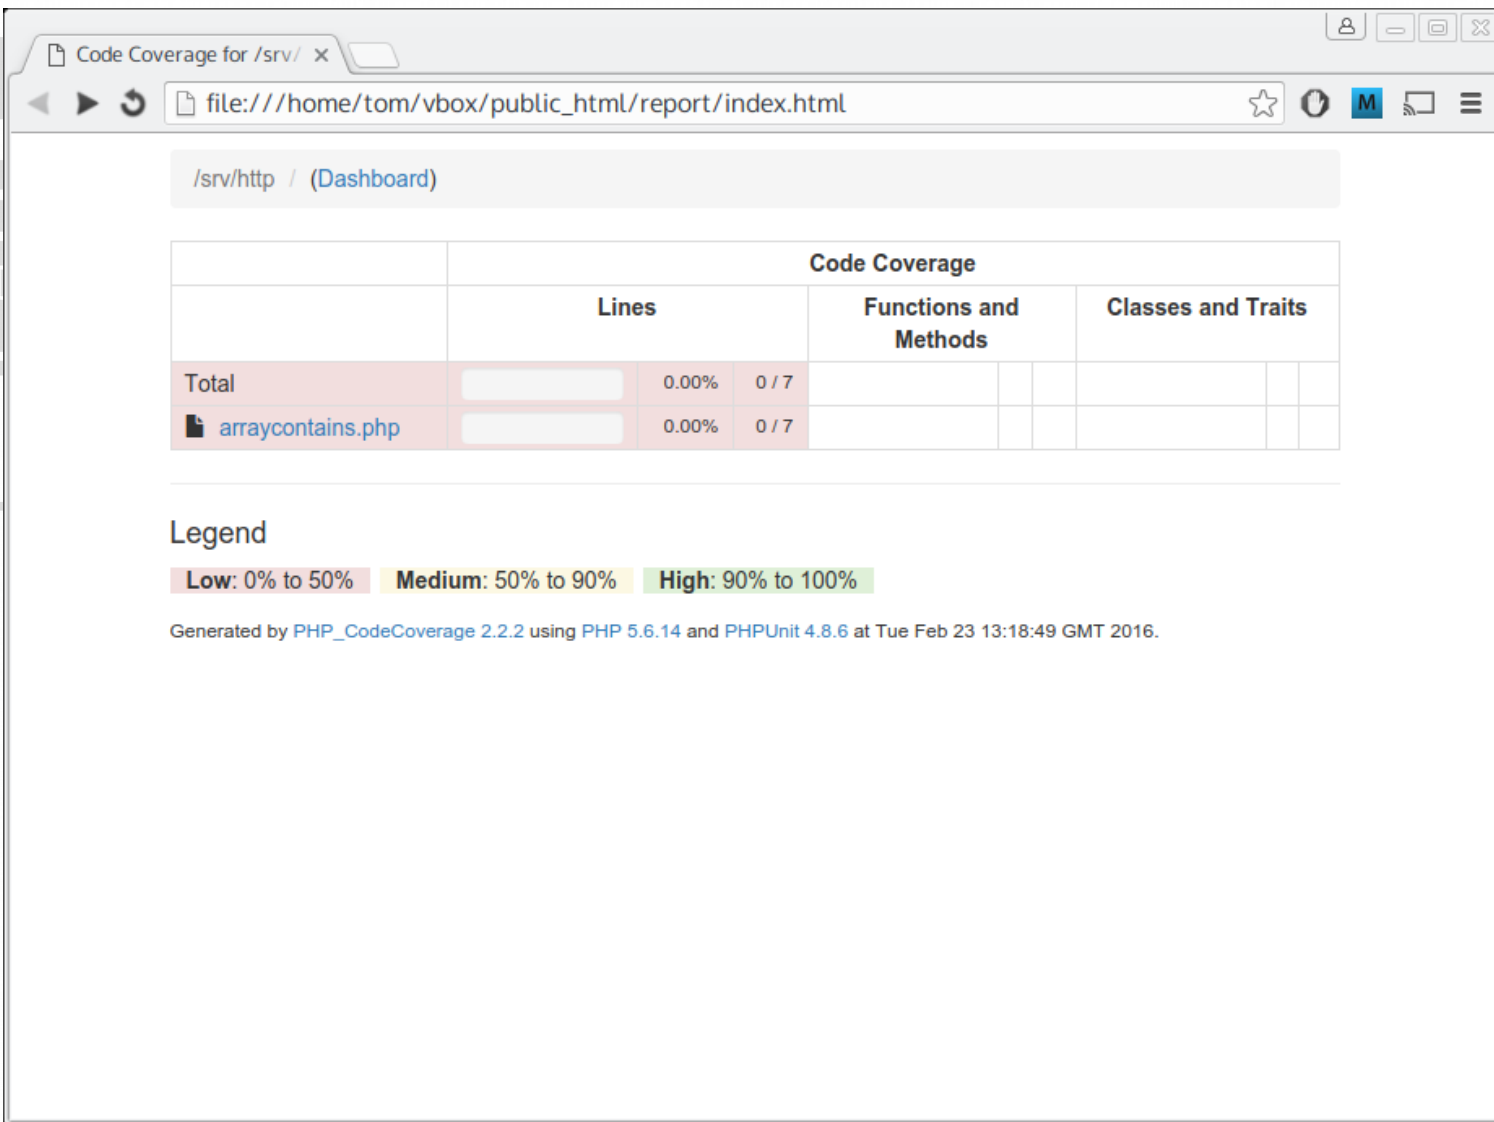 Code Coverage for /srv/
file:///home/tom/vbox/public_html/report/index.html
M
/srv/http / (Dashboard)
Code Coverage
Lines Functions and Methods Classes and Traits
Total 0.00% 0 / 7
arraycontains.php 0.00% 0 / 7
Legend
Low: 0% to 50% Medium: 50% to 90% High: 90% to 100%
Generated by PHP_CodeCoverage 2.2.2 using PHP 5.6.14 and PHPUnit 4.8.6 at Tue Feb 23 13:18:49 GMT 2016.